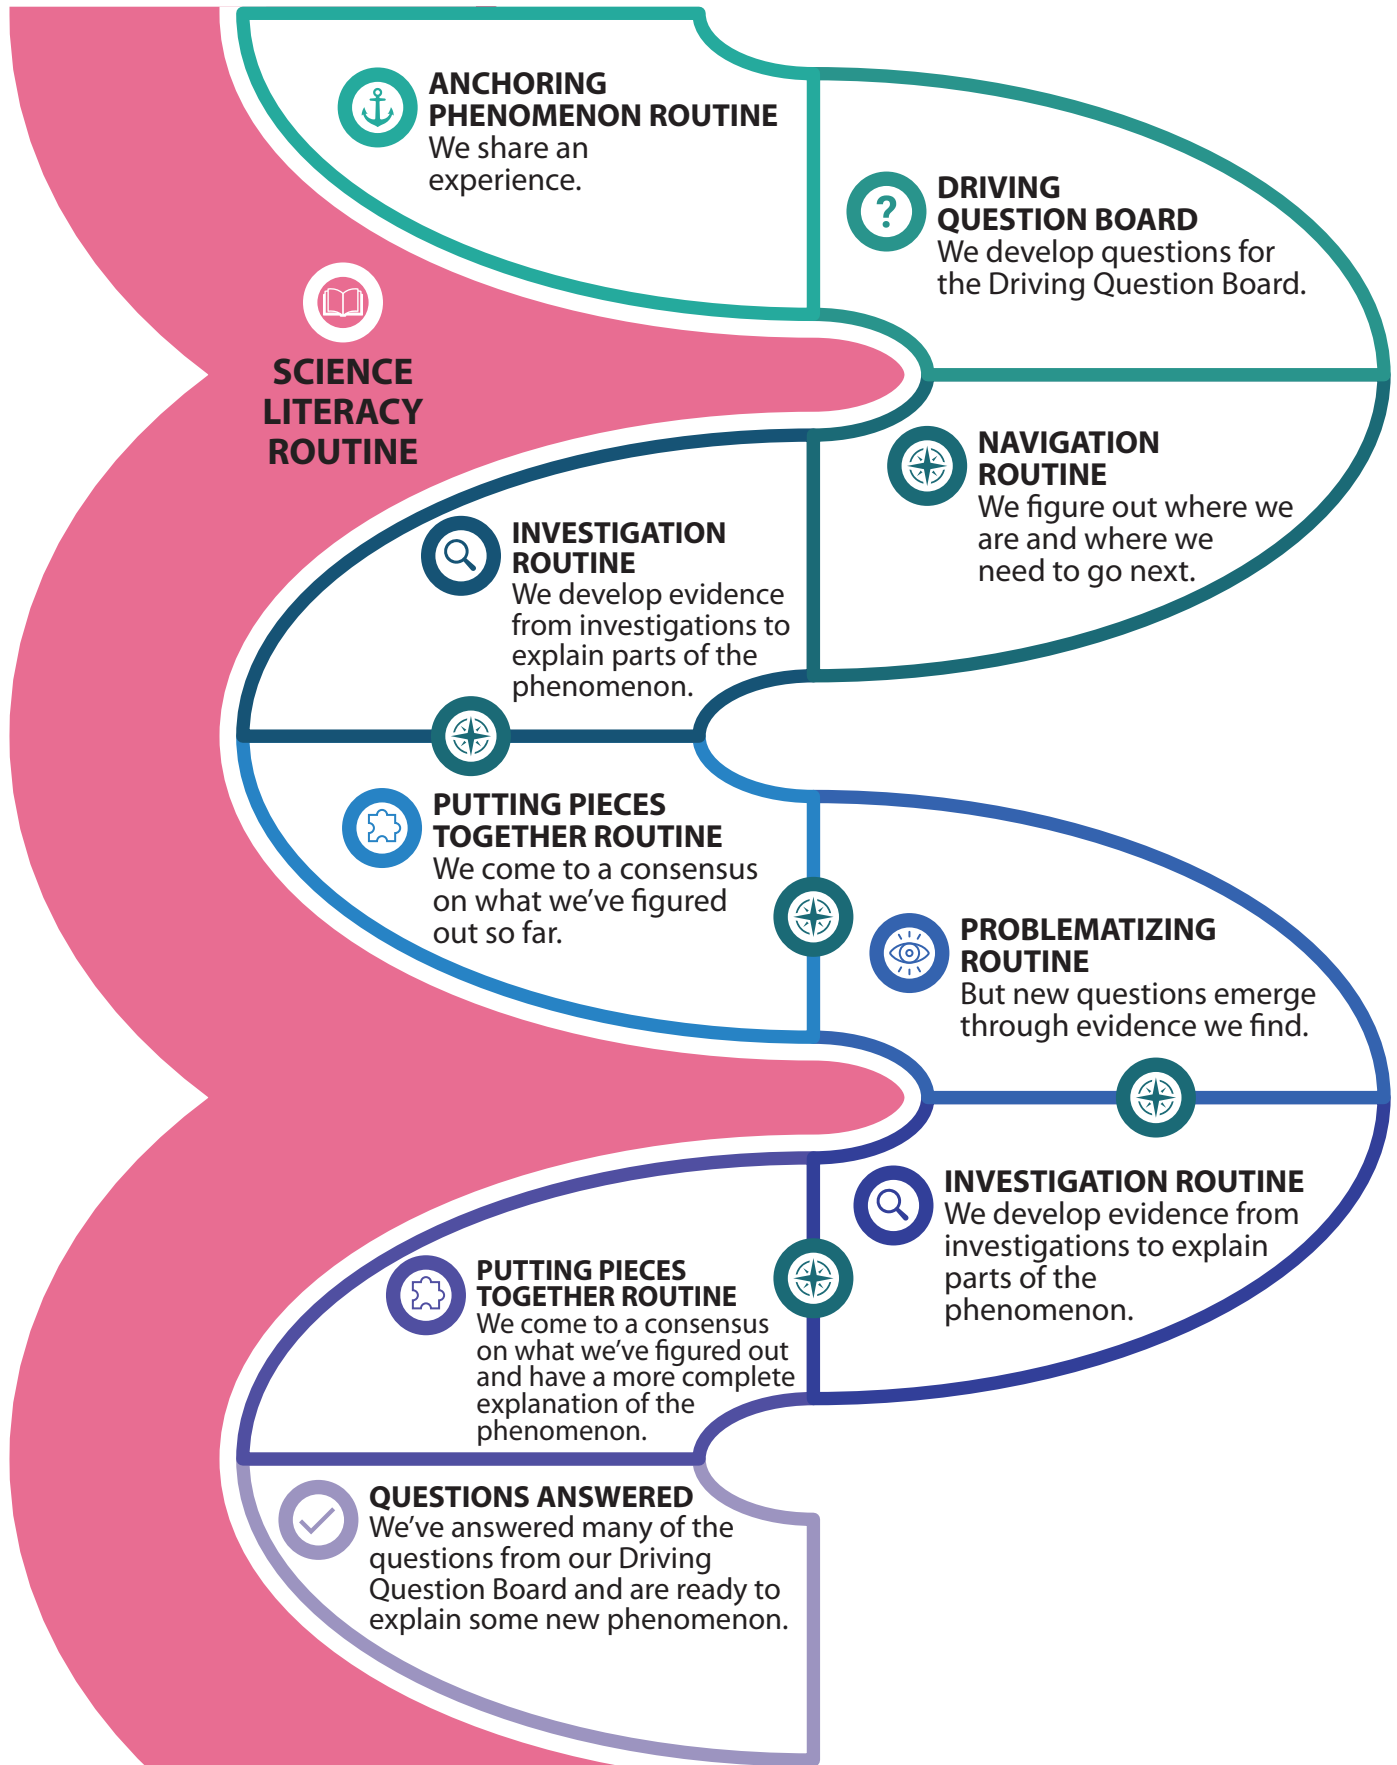 ANCHORING
PHENOMENON ROUTINE
We share an
experience.
?
DRIVING
QUESTION BOARD
We develop questions for
the Driving Question Board.
SCIENCE
LITERACY
ROUTINE
NAVIGATION
ROUTINE
We figure out where we
are and where we
need to go next.
INVESTIGATION
ROUTINE
We develop evidence
from investigations to
explain parts of the
phenomenon.
PUTTING PIECES
TOGETHER ROUTINE
We come to a consensus
on what we've figured
out so far.
PROBLEMATIZING
ROUTINE
But new questions emerge
through evidence we find.
INVESTIGATION ROUTINE
We develop evidence from
investigations to explain
parts of the
phenomenon.
PUTTING PIECES
TOGETHER ROUTINE
We come to a consensus
on what we've figured out
and have a more complete
explanation of the
phenomenon.
QUESTIONS ANSWERED
We've answered many of the
questions from our Driving
Question Board and are ready to
explain some new phenomenon.